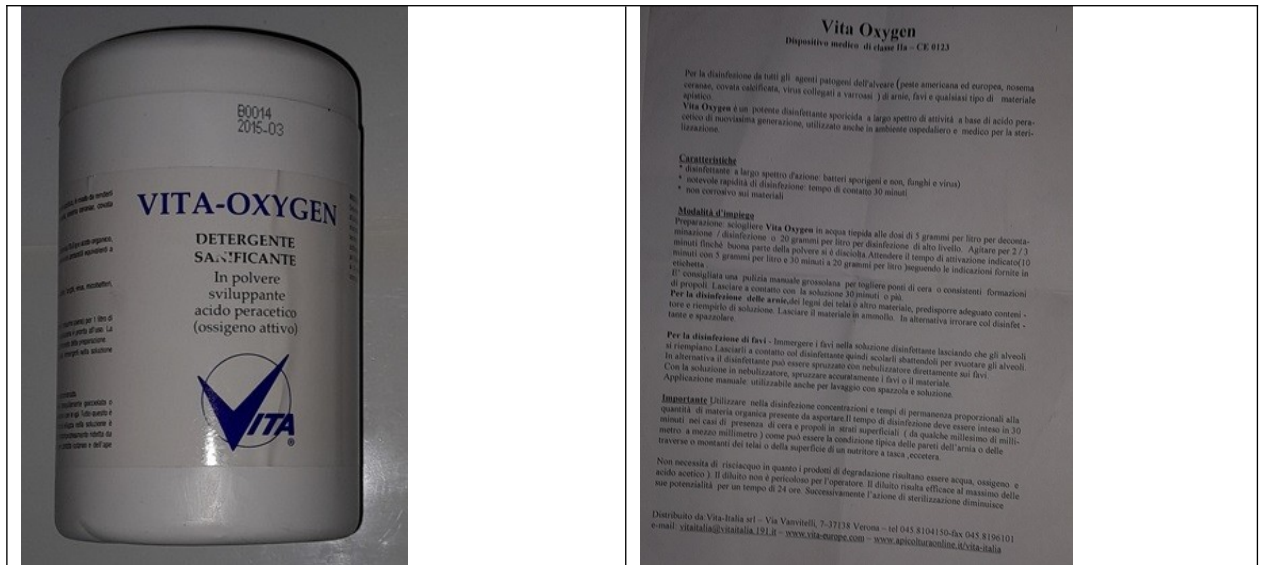 B0014
2015-03
VITA-OXYGEN
DETERGENTE
SANIFICANTE
In polvere
sviluppante
acido peracetico
(ossigeno attivo)
VITA
®
Vita Oxygen
Dispositivo medico di classe IIa – CE 0123
Per la disinfezione da tutti gli agenti patogeni dell'alveare (peste americana ed europea, nosema
ceranae, covata calcificata, virus collegati a varroasi ) di arnie, favi e qualsiasi tipo di materiale
apistico.
Vita Oxygen è un potente disinfettante sporicida a largo spettro di attività a base di acido pera-
cetico di nuovissima generazione, utilizzato anche in ambiente ospedaliero e medico per la steri-
lizzazione.
Caratteristiche
* disinfettante a largo spettro d'azione: batteri sporigeni e non, funghi e virus)
* notevole rapidità di disinfezione: tempo di contatto 30 minuti
* non corrosivo sui materiali
Modalità d'impiego
Preparazione: sciogliere Vita Oxygen in acqua tiepida alle dosi di 5 grammi per litro per deconta-
minazione / disinfezione o 20 grammi per litro per disinfezione di alto livello. Agitare per 2 / 3
minuti finché buona parte della polvere si è disciolta.Attendere il tempo di attivazione indicato(10
minuti con 5 grammi per litro e 30 minuti a 20 grammi per litro )seguendo le indicazioni fornite in
etichetta .
E' consigliata una pulizia manuale grossolana per togliere ponti di cera o consistenti formazioni
di propoli. Lasciare a contatto con la soluzione 30 minuti o più.
Per la disinfezione delle arnie,dei legni dei telai o altro materiale, predisporre adeguato conteni -
tore e riempirlo di soluzione. Lasciare il materiale in ammollo. In alternativa irrorare col disinfet -
tante e spazzolare.
Per la disinfezione di favi - Immergere i favi nella soluzione disinfettante lasciando che gli alveoli
si riempiano.Lasciarli a contatto col disinfettante quindi scolarli sbattendoli per svuotare gli alveoli.
In alternativa il disinfettante può essere spruzzato con nebulizzatore direttamente sui favi.
Con la soluzione in nebulizzatore, spruzzare accuratamente i favi o il materiale.
Applicazione manuale: utilizzabile anche per lavaggio con spazzola e soluzione.
Importante Utilizzare nella disinfezione concentrazioni e tempi di permanenza proporzionali alla
quantità di materia organica presente da asportare.Il tempo di disinfezione deve essere inteso in 30
minuti nei casi di presenza di cera e propoli in strati superficiali ( da qualche millesimo di milli-
metro a mezzo millimetro ) come può essere la condizione tipica delle pareti dell'arnia o delle
traverse o montanti dei telai o della superficie di un nutritore a tasca ,eccetera.
Non necessita di risciacquo in quanto i prodotti di degradazione risultano essere acqua, ossigeno e
acido acetico ). Il diluito non è pericoloso per l'operatore. Il diluito risulta efficace al massimo delle
sue potenzialità per un tempo di 24 ore. Successivamente l'azione di sterilizzazione diminuisce
Distribuito da:Vita-Italia srl – Via Vanvitelli, 7–37138 Verona – tel 045.8104150-fax 045.8196101
e-mail: vitaitalia@vitaitalia.191.it – www.vita-europe.com – www.apicolturaonline.it/vita-italia